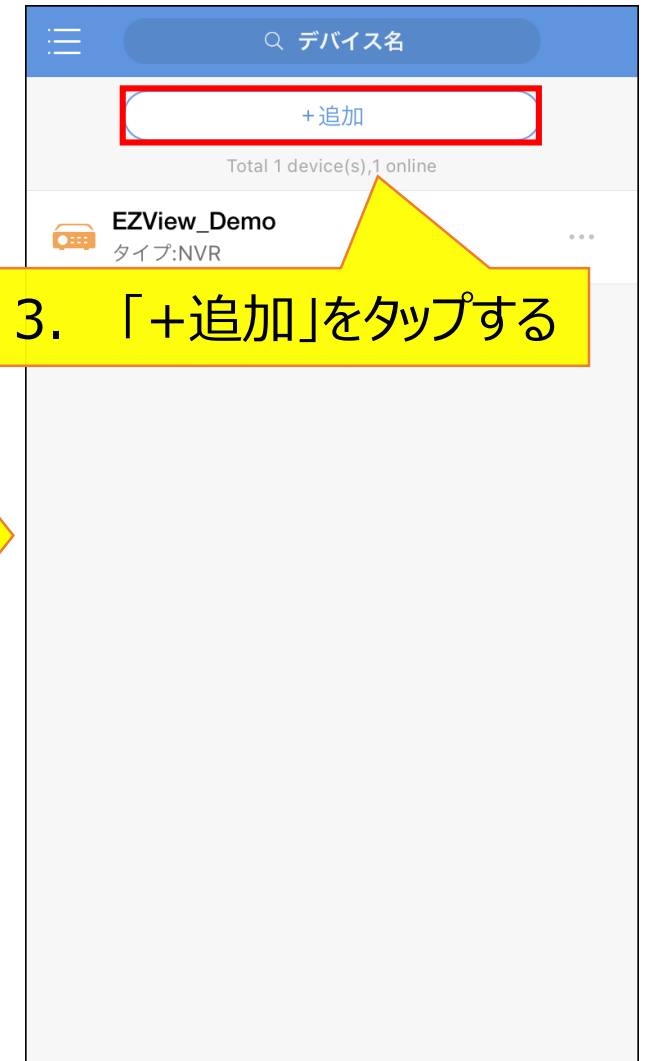 デバイス名
+追加
Total 1 device(s),1 online
EZView_Demo
タイプ:NVR
3. 「+追加」をタップする